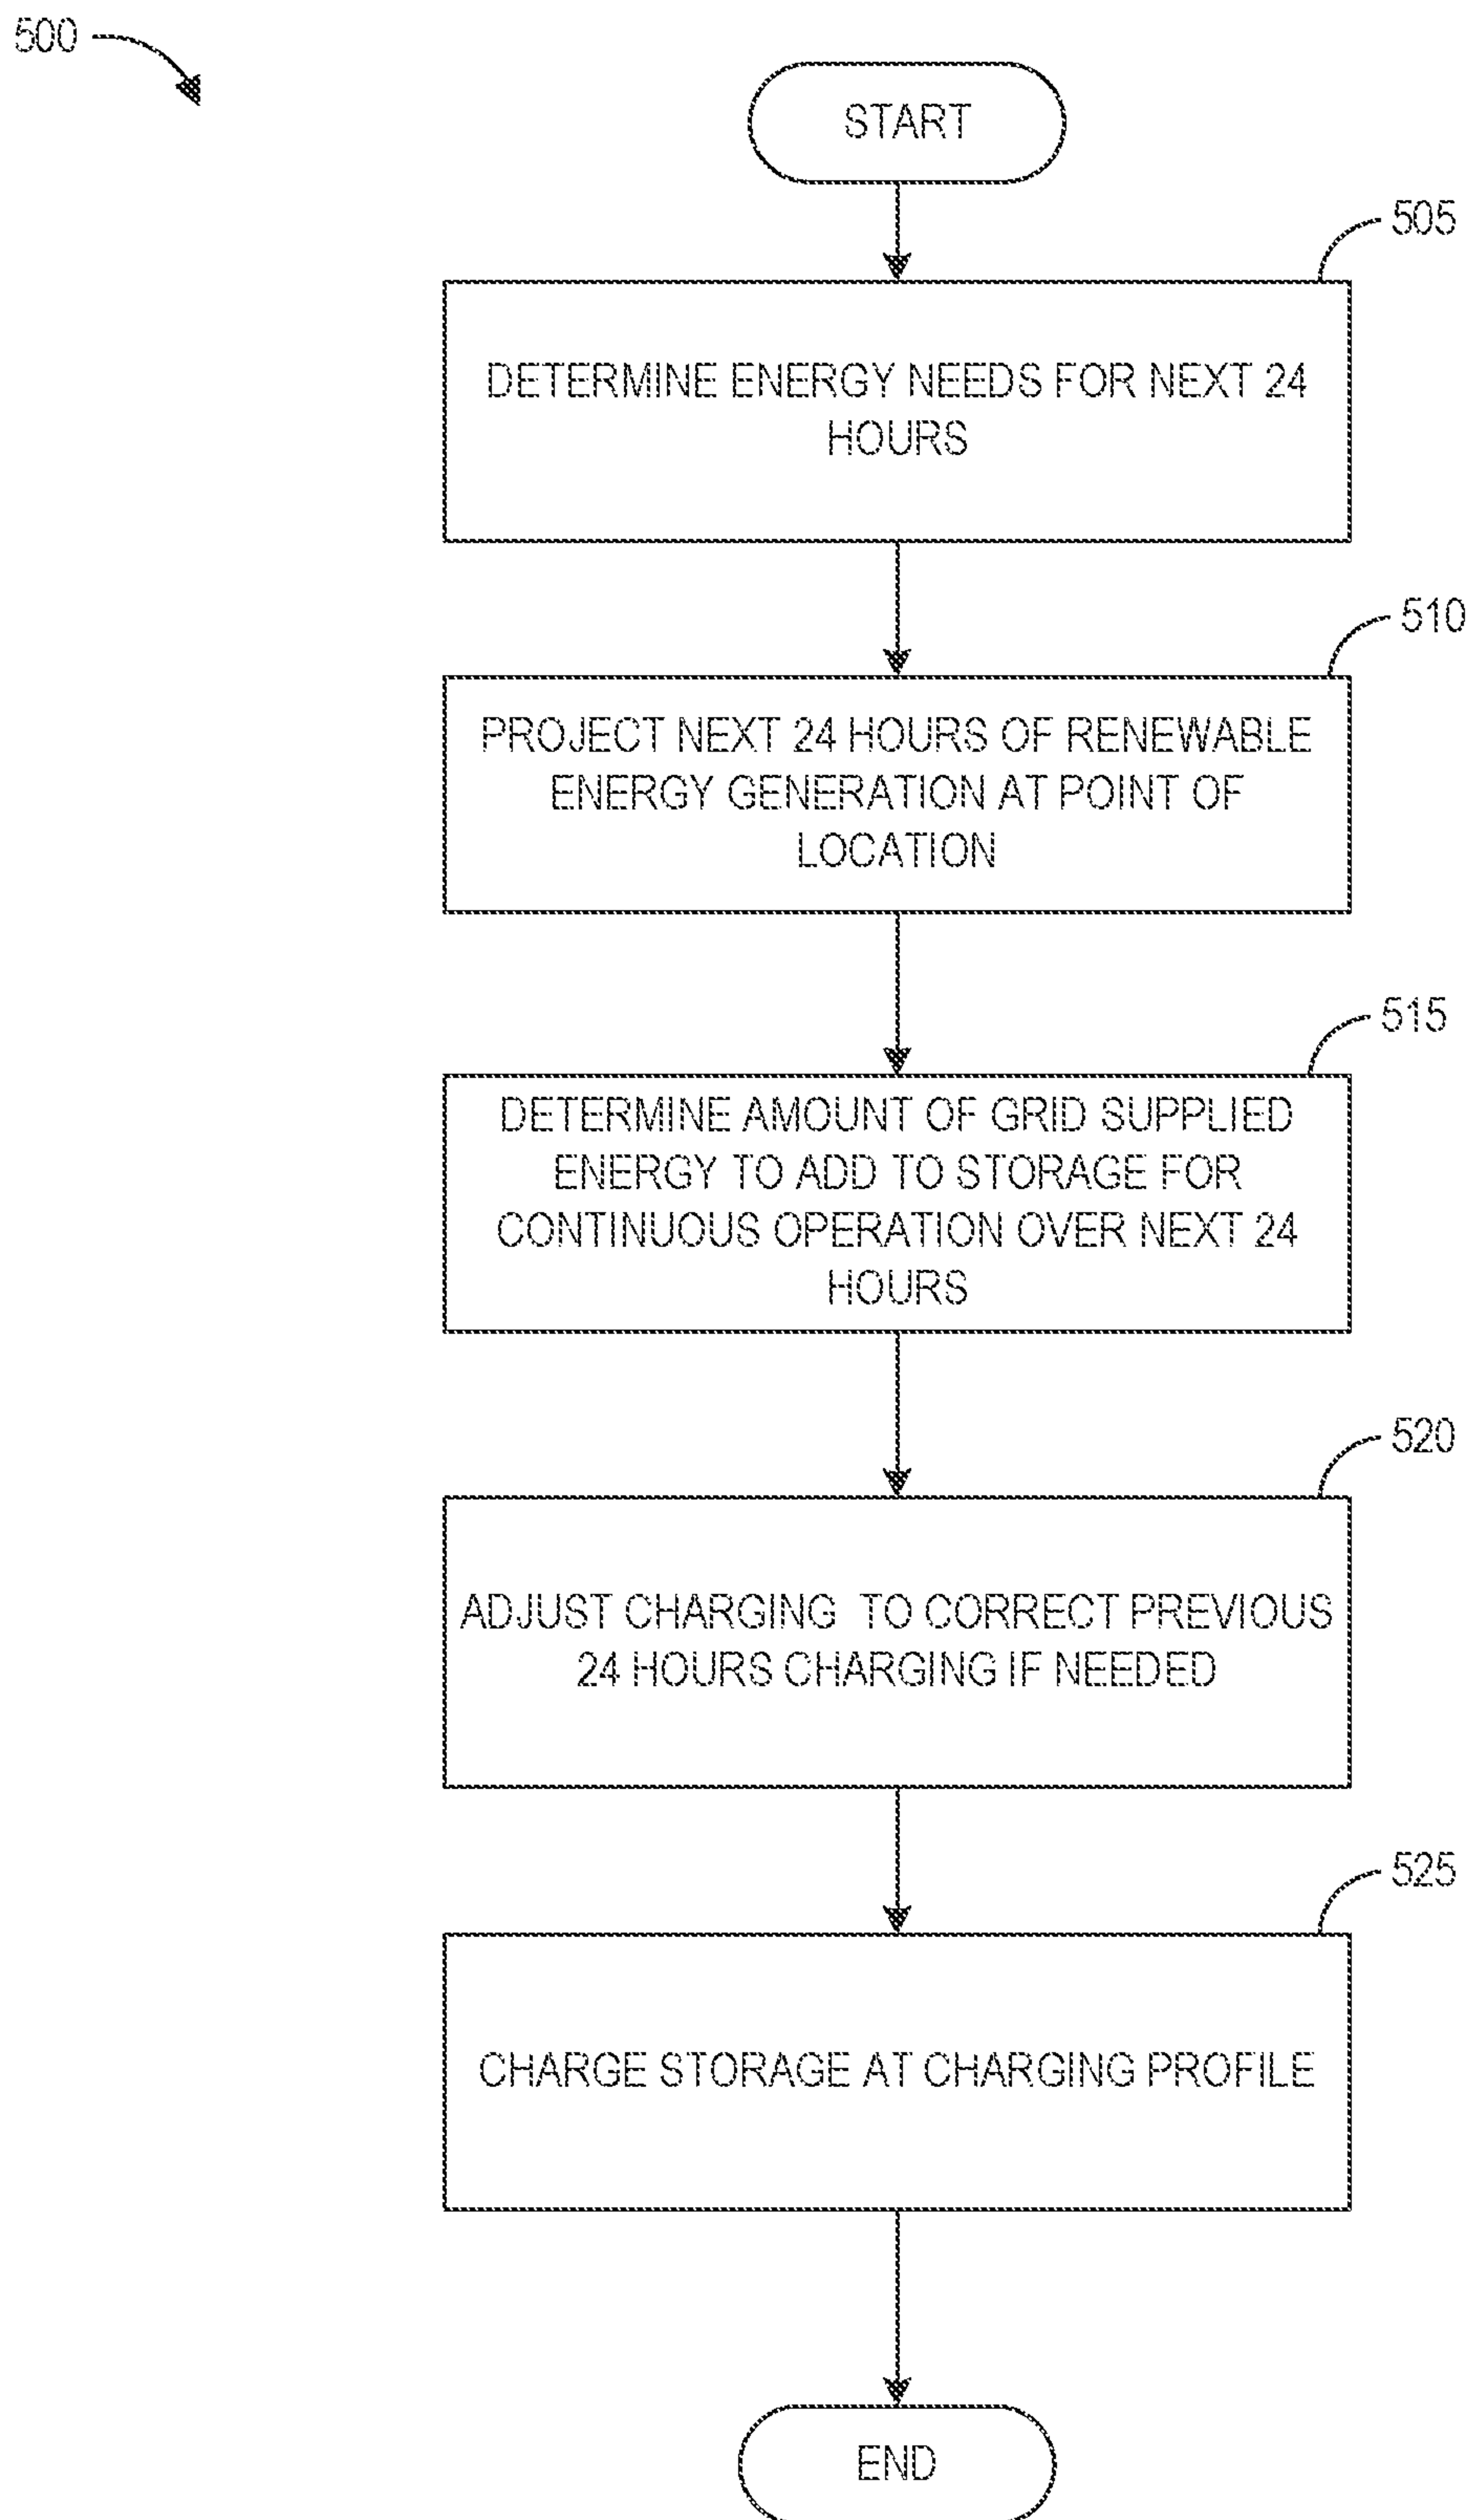 500
START
505
DETERMINE ENERGY NEEDS FOR NEXT 24
HOURS
510
PROJECT NEXT 24 HOURS OF RENEWABLE
ENERGY GENERATION AT POINT OF
LOCATION
515
DETERMINE AMOUNT OF GRID SUPPLIED
ENERGY TO ADD TO STORAGE FOR
CONTINUOUS OPERATION OVER NEXT 24
HOURS
520
ADJUST CHARGING TO CORRECT PREVIOUS
24 HOURS CHARGING IF NEEDED
525
CHARGE STORAGE AT CHARGING PROFILE
END